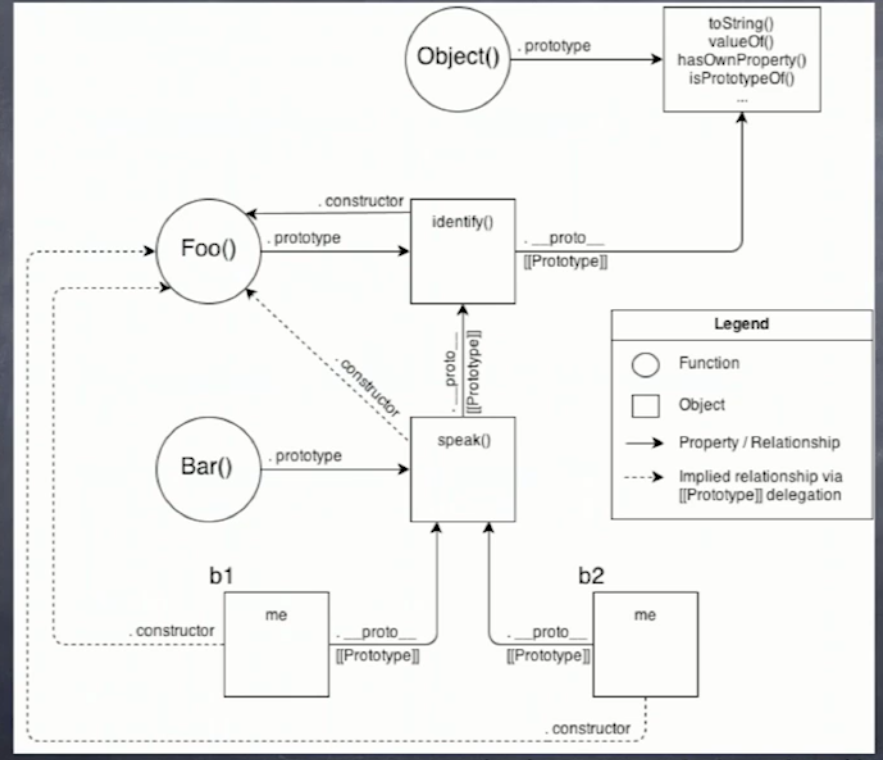 Object()
. prototype
toString()
valueOf()
hasOwnProperty()
isPrototypeOf()
...
. constructor
Foo()
. prototype
identify()
. __proto__
[[Prototype]]
. __proto__
[[Prototype]]
. constructor
Legend
Function
Object
Property / Relationship
Implied relationship via
[[Prototype]] delegation
Bar()
. prototype
speak()
b1
me
. constructor
. __proto__
[[Prototype]]
b2
me
. __proto__
[[Prototype]]
. constructor